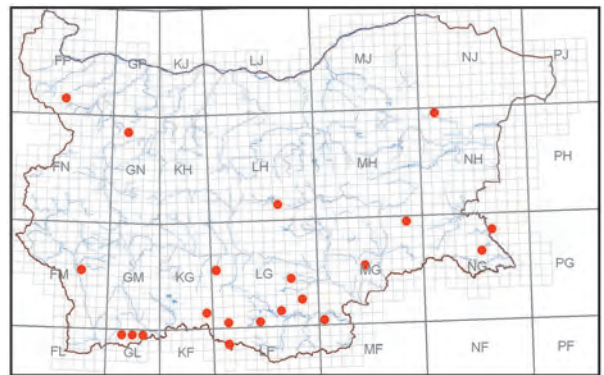 FP GP KJ LJ MJ NJ PJ
FN GN KH LH MH NH PH
FM GM KG LG MG NG PG
FL GL KF LF MF NF PF